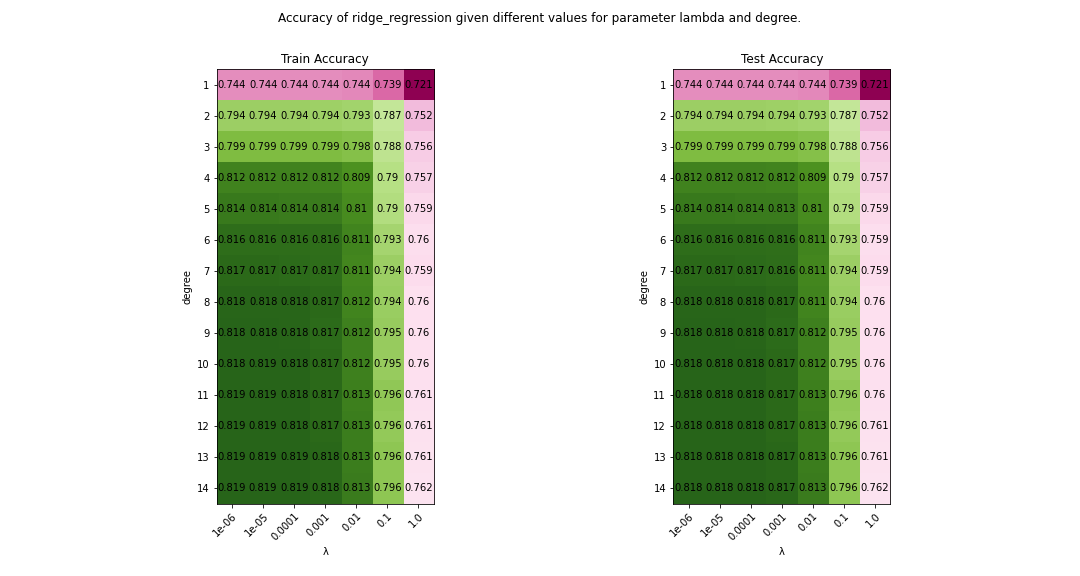 Accuracy of ridge_regression given different values for parameter lambda and degree.
Train Accuracy
1 0.744 0.744 0.744 0.744 0.744 0.739 0.721
2 0.794 0.794 0.794 0.794 0.793 0.787 0.752
3 0.799 0.799 0.799 0.799 0.798 0.788 0.756
4 0.812 0.812 0.812 0.812 0.809 0.79 0.757
5 0.814 0.814 0.814 0.814 0.81 0.79 0.759
6 0.816 0.816 0.816 0.816 0.811 0.793 0.76
7 0.817 0.817 0.817 0.817 0.811 0.794 0.759
8 0.818 0.818 0.818 0.817 0.812 0.794 0.76
9 0.818 0.818 0.818 0.817 0.812 0.795 0.76
10 0.818 0.819 0.818 0.817 0.812 0.795 0.76
11 0.819 0.819 0.818 0.817 0.813 0.796 0.761
12 0.819 0.819 0.818 0.817 0.813 0.796 0.761
13 0.819 0.819 0.819 0.818 0.813 0.796 0.761
14 0.819 0.819 0.819 0.818 0.813 0.796 0.762
degree
1e-06 1e-05 0.0001 0.001 0.01 0.1 1.0
λ
Test Accuracy
1 0.744 0.744 0.744 0.744 0.744 0.739 0.721
2 0.794 0.794 0.794 0.794 0.793 0.787 0.752
3 0.799 0.799 0.799 0.799 0.798 0.788 0.756
4 0.812 0.812 0.812 0.812 0.809 0.79 0.757
5 0.814 0.814 0.814 0.813 0.81 0.79 0.759
6 0.816 0.816 0.816 0.816 0.811 0.793 0.759
7 0.817 0.817 0.817 0.816 0.811 0.794 0.759
8 0.818 0.818 0.818 0.817 0.811 0.794 0.76
9 0.818 0.818 0.818 0.817 0.812 0.795 0.76
10 0.818 0.818 0.818 0.817 0.812 0.795 0.76
11 0.818 0.818 0.818 0.817 0.813 0.796 0.76
12 0.818 0.818 0.818 0.817 0.813 0.796 0.761
13 0.818 0.818 0.818 0.817 0.813 0.796 0.761
14 0.818 0.818 0.818 0.817 0.813 0.796 0.762
degree
1e-06 1e-05 0.0001 0.001 0.01 0.1 1.0
λ